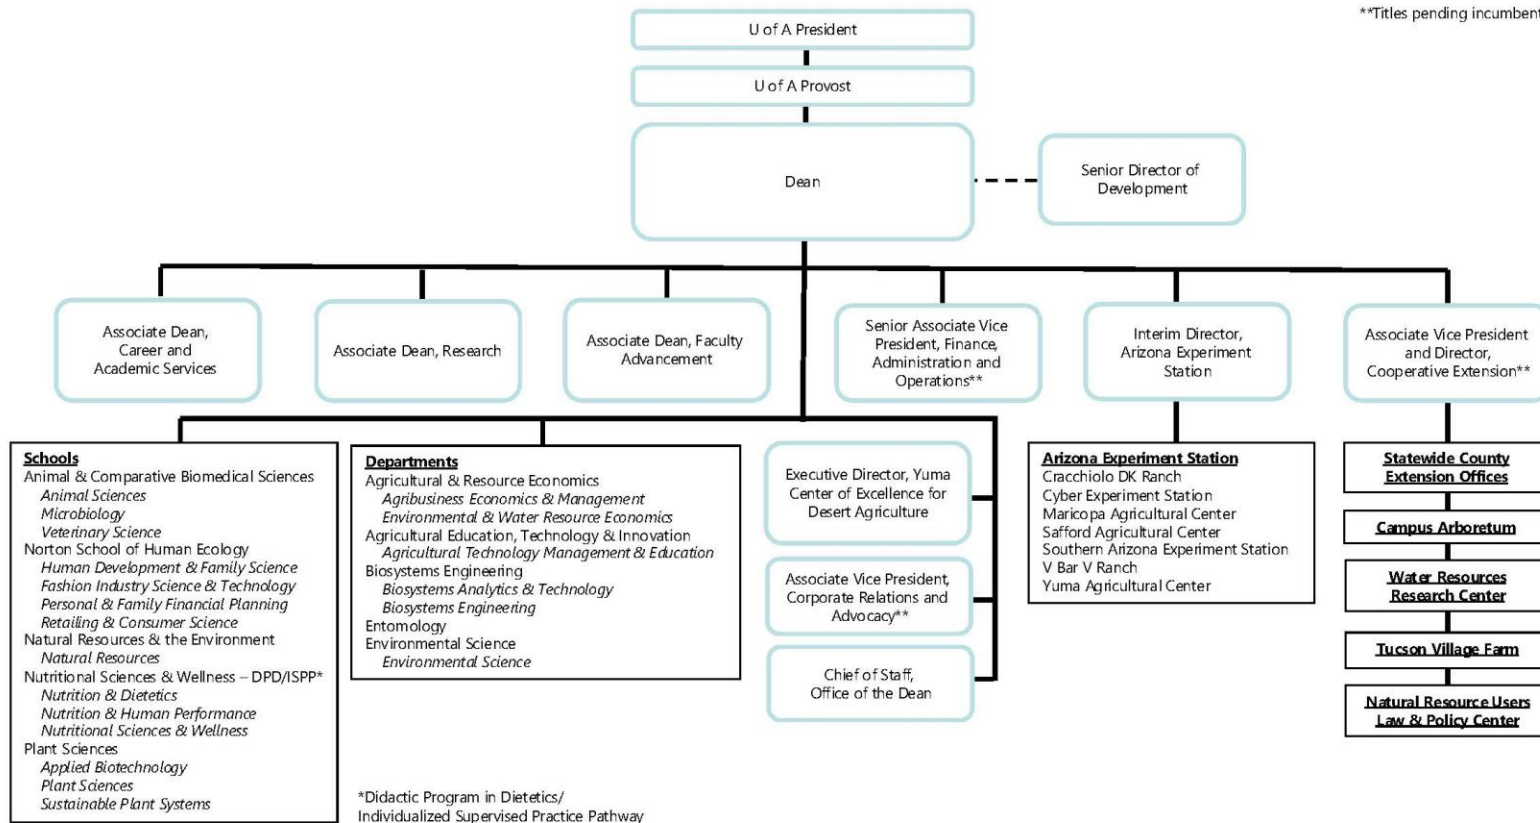 **Titles pending incumbent
U of A President
U of A Provost
Dean
Senior Director of
Development
Associate Dean,
Career and
Academic Services
Associate Dean, Research
Associate Dean, Faculty
Advancement
Senior Associate Vice
President, Finance,
Administration and
Operations**
Interim Director,
Arizona Experiment
Station
Associate Vice President
and Director,
Cooperative Extension**
Schools
Animal & Comparative Biomedical Sciences
Animal Sciences
Microbiology
Veterinary Science
Norton School of Human Ecology
Human Development & Family Science
Fashion Industry Science & Technology
Personal & Family Financial Planning
Retailing & Consumer Science
Natural Resources & the Environment
Natural Resources
Nutritional Sciences & Wellness – DPD/ISPP*
Nutrition & Dietetics
Nutrition & Human Performance
Nutritional Sciences & Wellness
Plant Sciences
Applied Biotechnology
Plant Sciences
Sustainable Plant Systems
Departments
Agricultural & Resource Economics
Agribusiness Economics & Management
Environmental & Water Resource Economics
Agricultural Education, Technology & Innovation
Agricultural Technology Management & Education
Biosystems Engineering
Biosystems Analytics & Technology
Biosystems Engineering
Entomology
Environmental Science
Environmental Science
Executive Director, Yuma
Center of Excellence for
Desert Agriculture
Associate Vice President,
Corporate Relations and
Advocacy**
Chief of Staff,
Office of the Dean
Arizona Experiment Station
Cracchiolo DK Ranch
Cyber Experiment Station
Maricopa Agricultural Center
Safford Agricultural Center
Southern Arizona Experiment Station
V Bar V Ranch
Yuma Agricultural Center
Statewide County
Extension Offices
Campus Arboretum
Water Resources
Research Center
Tucson Village Farm
Natural Resource Users
Law & Policy Center
*Didactic Program in Dietetics/
Individualized Supervised Practice Pathway